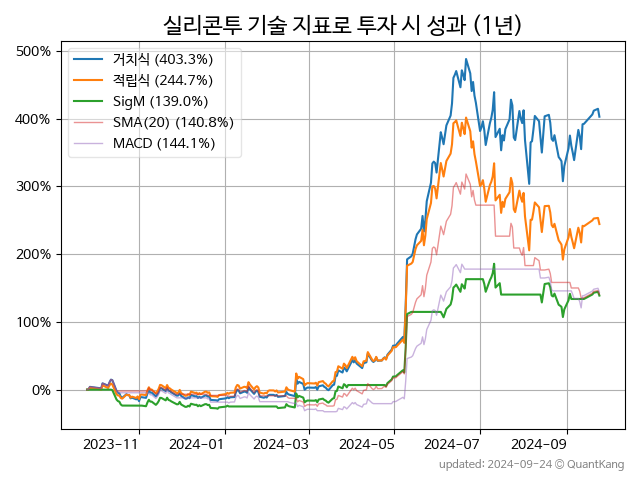 실리콘투 기술 지표로 투자 시 성과 (1년)
500%
400%
300%
200%
100%
0%
거치식 (403.3%)
적립식 (244.7%)
SigM (139.0%)
SMA(20) (140.8%)
MACD (144.1%)
2023-11
2024-01
2024-03
2024-05
2024-07
2024-09
updated: 2024-09-24 © QuantKang